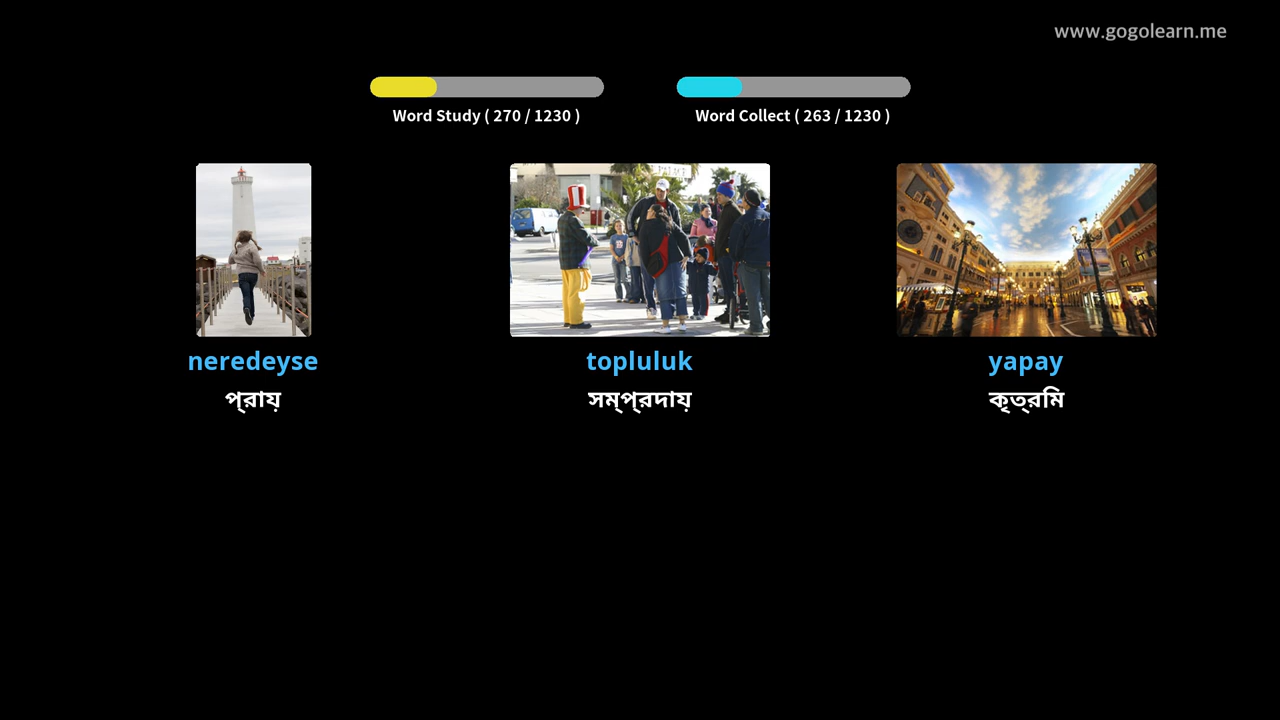 www.gogolearn.me
Word Study ( 270 / 1230 )
Word Collect ( 263 / 1230 )
neredeyse
topluluk
yapay
প্রায়
সম্প্রদায়
কৃত্রিম